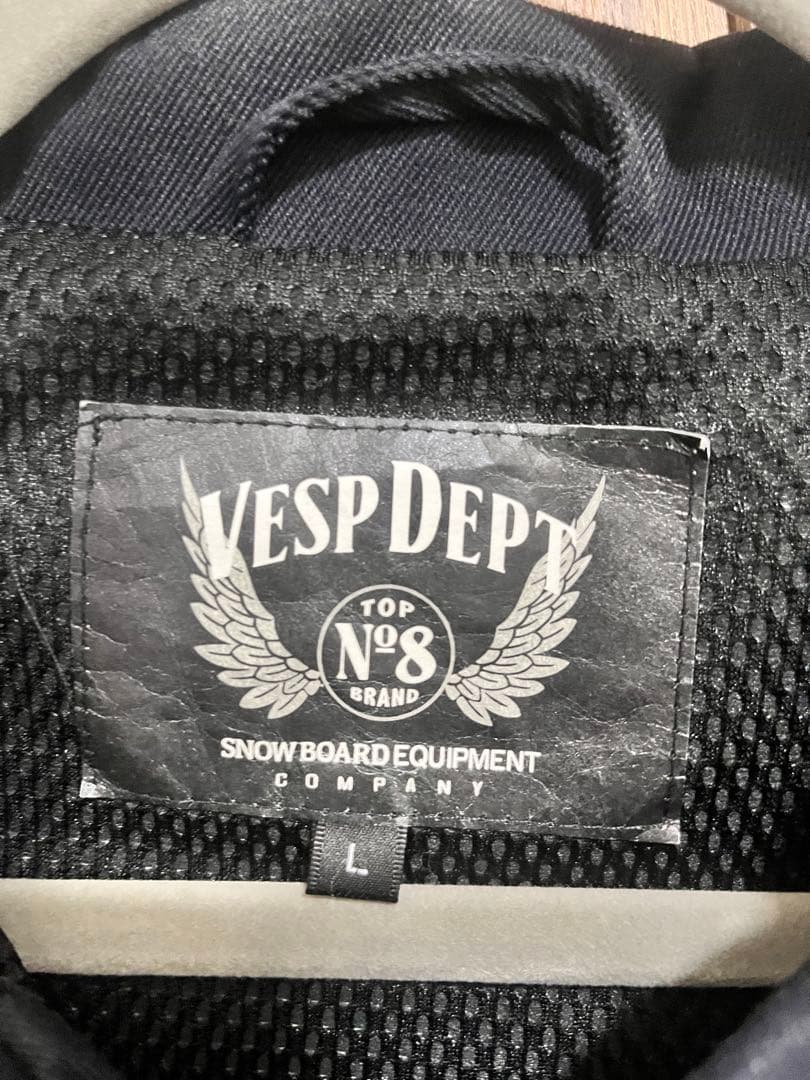 VESP DEPT
TOP
Nº8
BRAND
SNOWBOARD EQUIPMENT
COMPANY
L